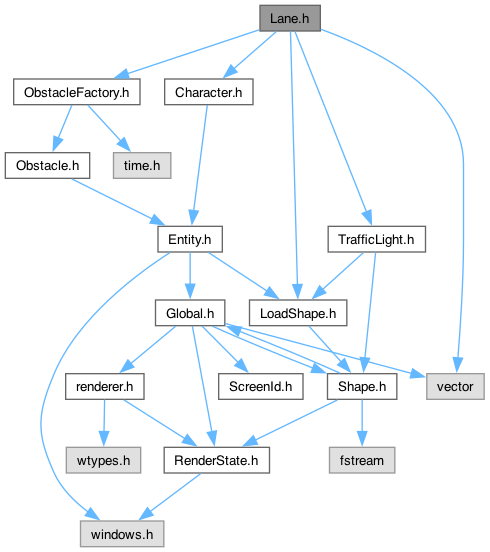 Lane.h
ObstacleFactory.h
Character.h
Obstacle.h
time.h
Entity.h
TrafficLight.h
Global.h
LoadShape.h
renderer.h
ScreenId.h
Shape.h
vector
wtypes.h
RenderState.h
fstream
windows.h